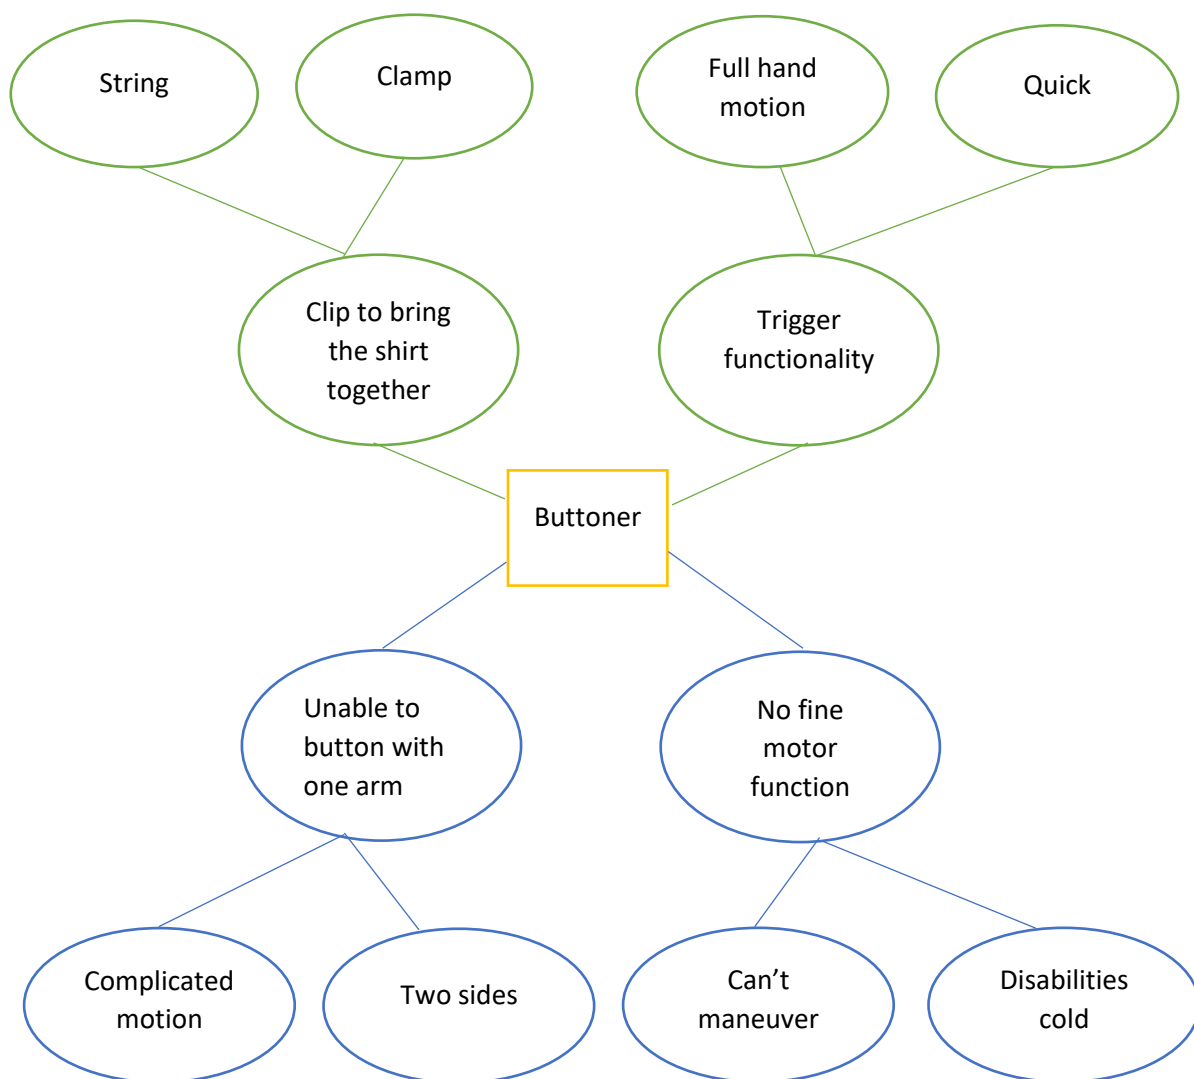 String
Clamp
Full hand
motion
Quick
Clip to bring
the shirt
together
Trigger
functionality
Buttoner
Unable to
button with
one arm
No fine
motor
function
Complicated
motion
Two sides
Can’t
maneuver
Disabilities
cold